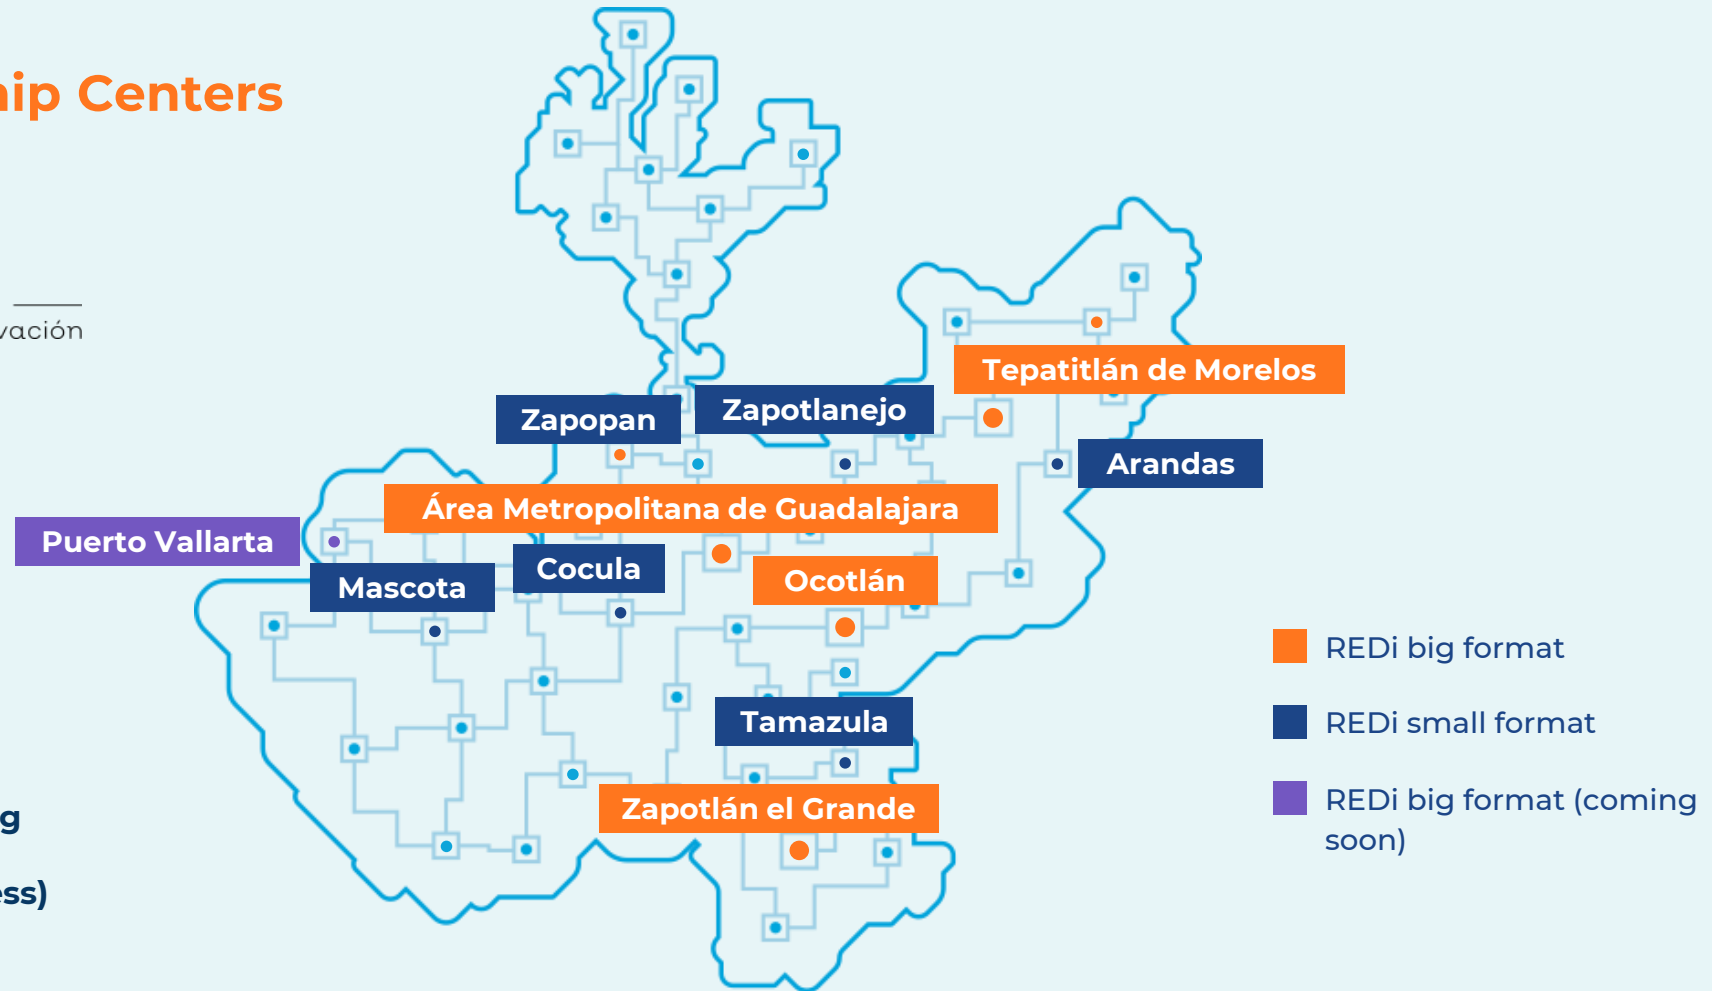 ip Centers
vación
Tepatitlán de Morelos
Zapopan
Zapotlanejo
Arandas
Área Metropolitana de Guadalajara
Puerto Vallarta
Cocula
Ocotlán
Mascota
REDi big format
Tamazula
REDi small format
REDi big format (coming
soon)
Zapotlán el Grande
g
ess)